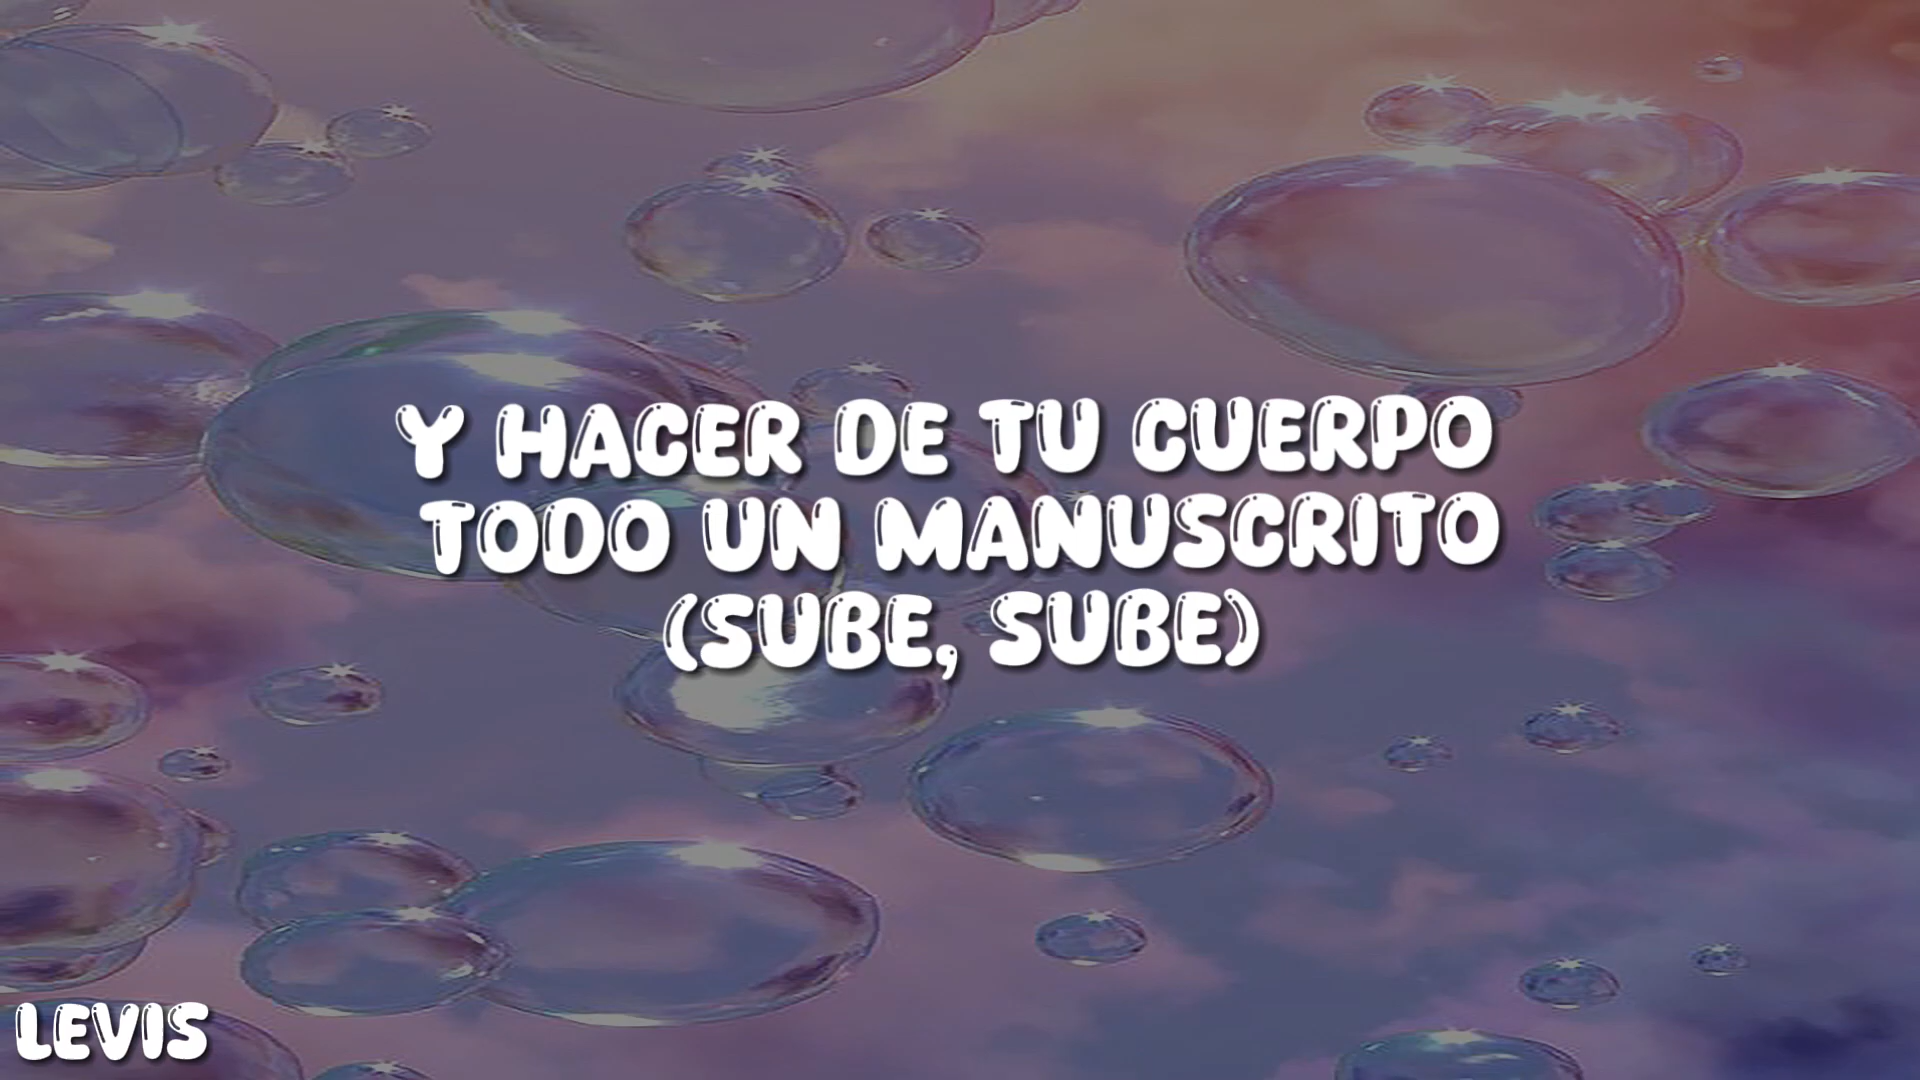 Y HACER DE TU CUERPO
TODO UN MANUSCRITO
(SUBE, SUBE)
LEVIS